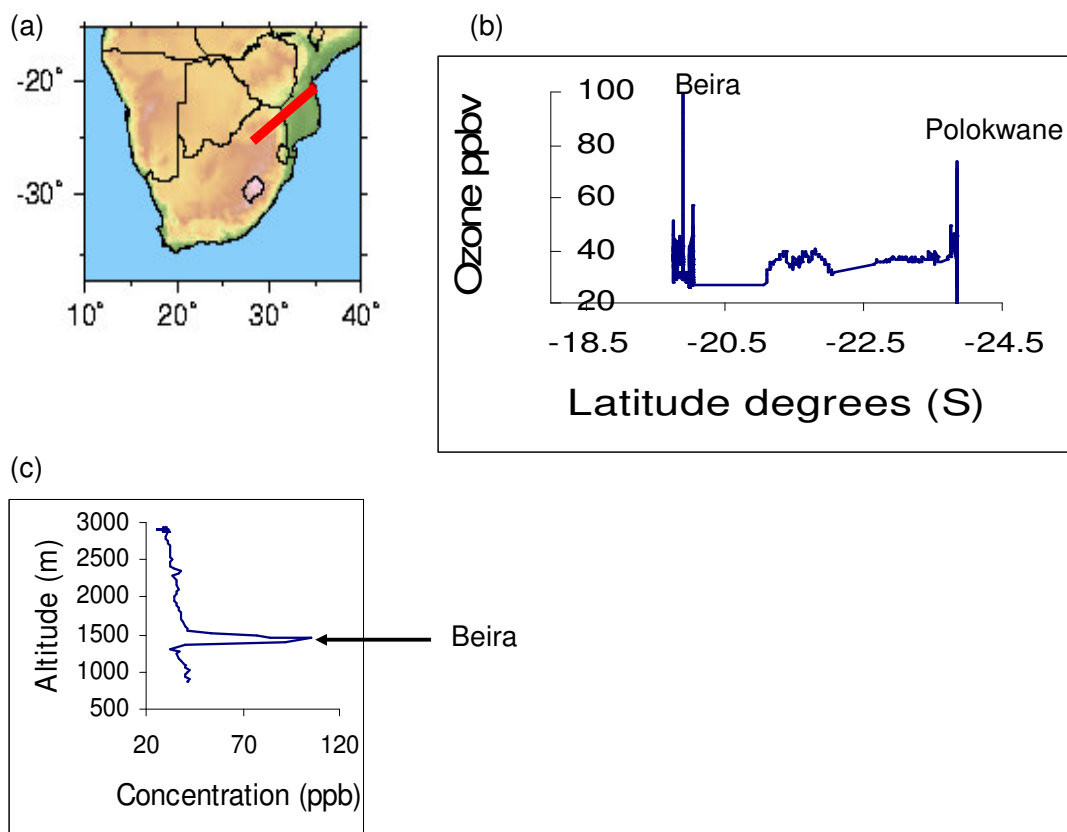 (a)
-20°
-30°
10° 20° 30° 40°
(b)
Ozone ppbv
100
80
60
40
20
Beira
Polokwane
-18.5 -20.5 -22.5 -24.5
Latitude degrees (S)
(c)
Altitude (m)
3000
2500
2000
1500
1000
500
Beira
20 70 120
Concentration (ppb)